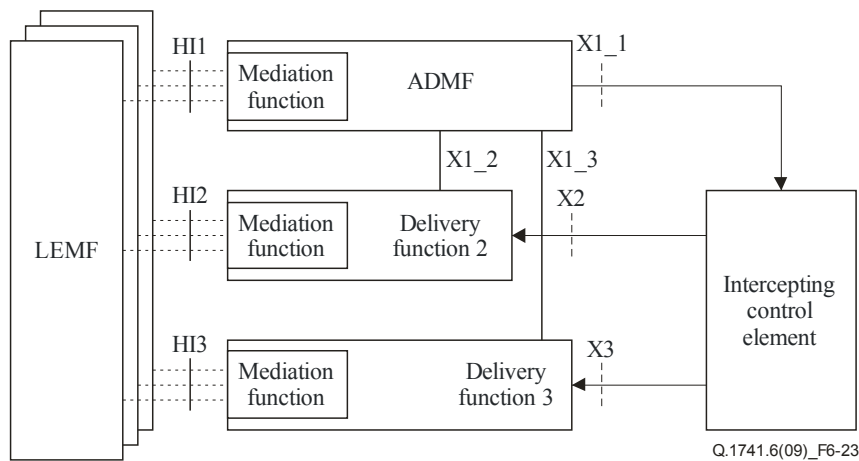 HI1
X1_1
Mediation
function
ADMF
X1_2
X1_3
HI2
X2
LEMF
Mediation
function
Delivery
function 2
Intercepting
control
element
HI3
X3
Mediation
function
Delivery
function 3
Q.1741.6(09)_F6-23